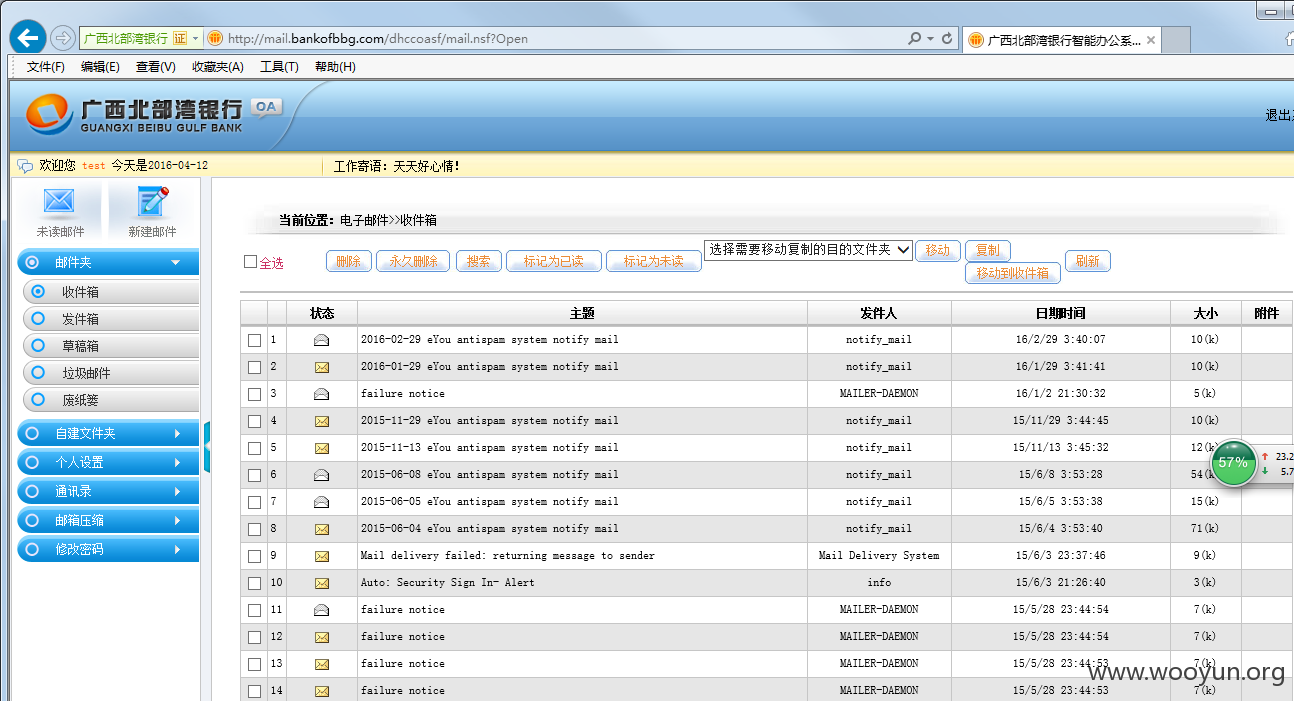 广西北部湾银行 证 http://mail.bankofbbg.com/dhccoasf/mail.nsf?Open 广西北部湾银行智能办公系...
文件(F) 编辑(E) 查看(V) 收藏夹(A) 工具(T) 帮助(H)
广西北部湾银行 OA
GUANGXI BEIBU GULF BANK
退出
欢迎您 test 今天是2016-04-12 工作寄语：天天好心情！
未读邮件 新建邮件
邮件夹
收件箱
发件箱
草稿箱
垃圾邮件
废纸篓
自建文件夹
个人设置
通讯录
邮箱压缩
修改密码
当前位置：电子邮件>>收件箱
全选 删除 永久删除 搜索 标记为已读 标记为未读 选择需要移动复制的目的文件夹 移动 复制
移动到收件箱 刷新
状态 主题 发件人 日期时间 大小 附件
1 2016-02-29 eYou antispam system notify mail notify_mail 16/2/29 3:40:07 10(k)
2 2016-01-29 eYou antispam system notify mail notify_mail 16/1/29 3:41:41 10(k)
3 failure notice MAILER-DAEMON 16/1/2 21:30:32 5(k)
4 2015-11-29 eYou antispam system notify mail notify_mail 15/11/29 3:44:45 10(k)
5 2015-11-13 eYou antispam system notify mail notify_mail 15/11/13 3:45:32 12(k)
6 2015-06-08 eYou antispam system notify mail notify_mail 15/6/8 3:53:28 54(k)
7 2015-06-05 eYou antispam system notify mail notify_mail 15/6/5 3:53:38 15(k)
8 2015-06-04 eYou antispam system notify mail notify_mail 15/6/4 3:53:40 71(k)
9 Mail delivery failed: returning message to sender Mail Delivery System 15/6/3 23:37:46 9(k)
10 Auto: Security Sign In- Alert info 15/6/3 21:26:40 3(k)
11 failure notice MAILER-DAEMON 15/5/28 23:44:54 7(k)
12 failure notice MAILER-DAEMON 15/5/28 23:44:54 7(k)
13 failure notice MAILER-DAEMON 15/5/28 23:44:53 7(k)
14 failure notice MAILER-DAEMON 15/5/28 23:44:53 7(k)
57%
23.2
5.7
www.wooyun.org